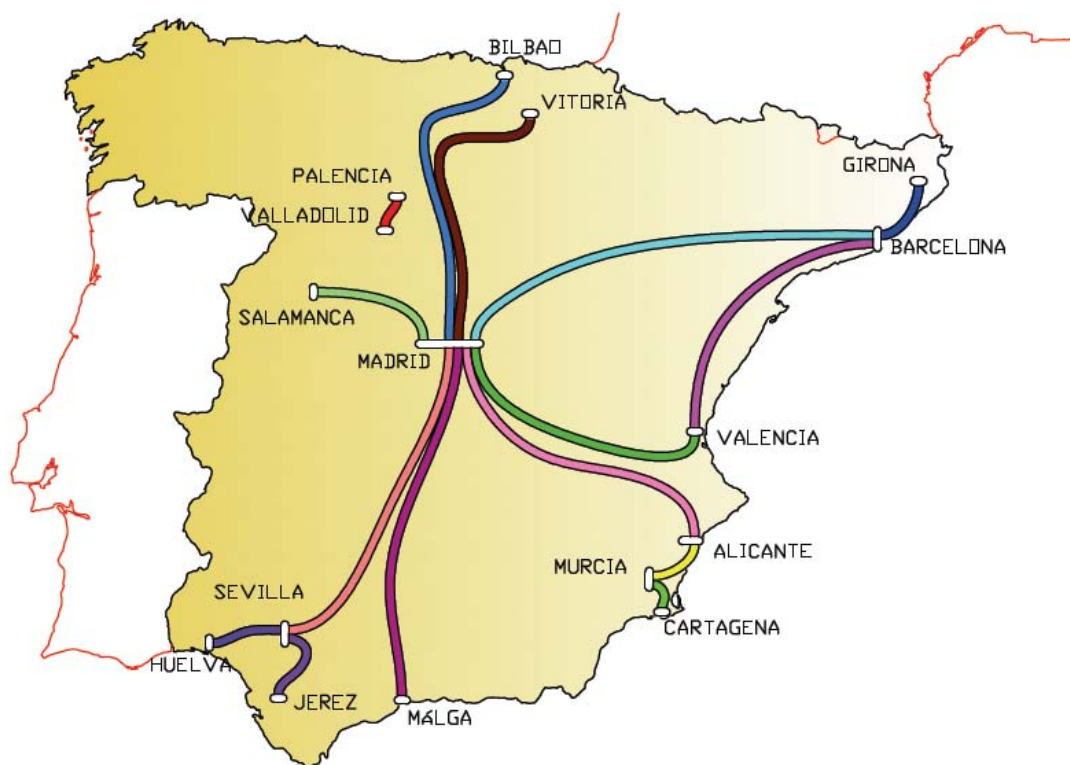 BILBAO
VITORIA
GIRONA
PALENCIA
VALLADOLID
BARCELONA
SALAMANCA
MADRID
VALENCIA
ALICANTE
MURCIA
SEVILLA
CARTAGENA
HUELVA
JEREZ
MÁLGA